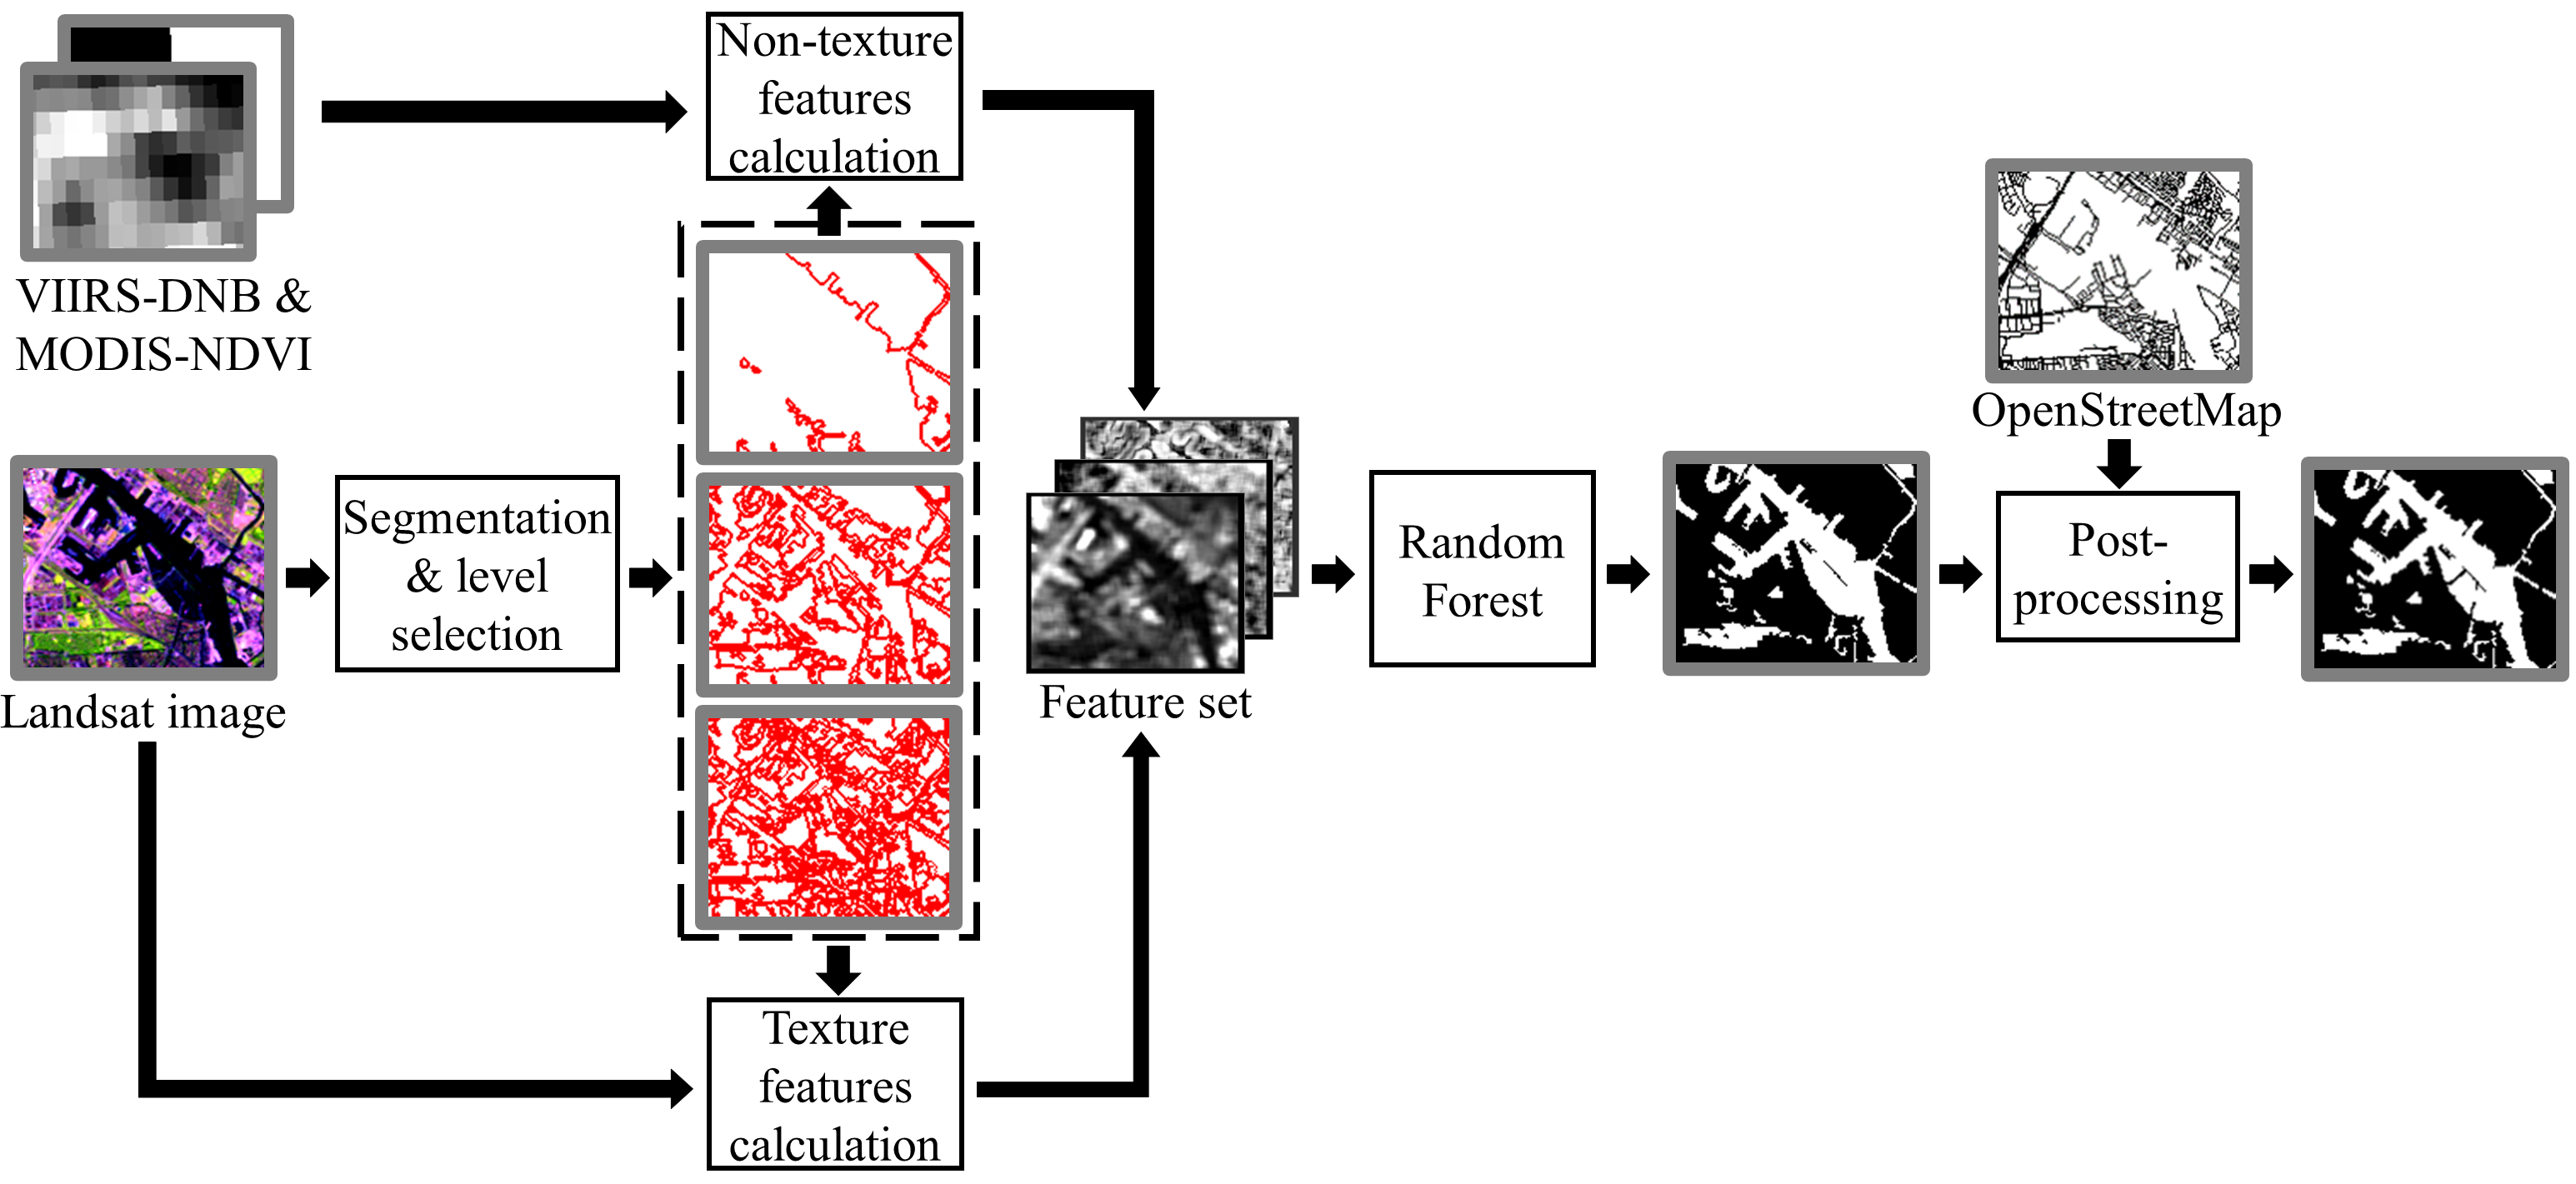 Non-texture
features
calculation
VIIRS-DNB &
MODIS-NDVI
OpenStreetMap
Segmentation
& level
selection
Random
Forest
Post-
processing
Landsat image
Feature set
Texture
features
calculation